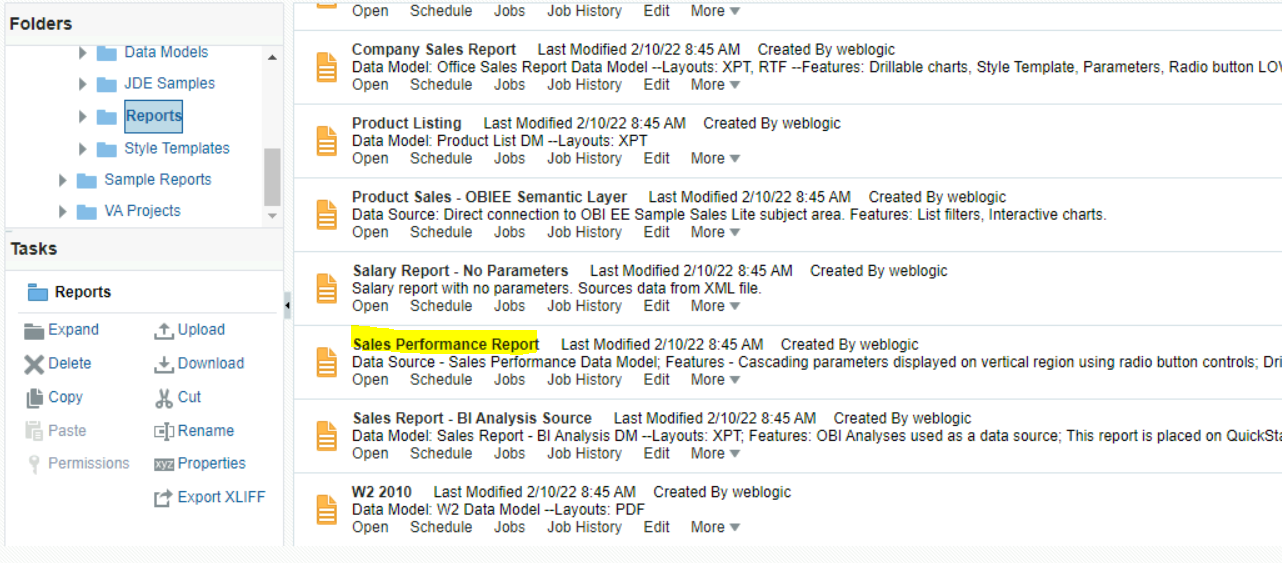 Folders
Data Models
JDE Samples
Reports
Style Templates
Sample Reports
VA Projects
Tasks
Reports
Expand Upload
Delete Download
Copy Cut
Paste Rename
Permissions xyz Properties
Export XLIFF
Open Schedule Jobs Job History Edit More
Company Sales Report Last Modified 2/10/22 8:45 AM Created By weblogic
Data Model: Office Sales Report Data Model --Layouts: XPT, RTF --Features: Drillable charts, Style Template, Parameters, Radio button LOV
Open Schedule Jobs Job History Edit More
Product Listing Last Modified 2/10/22 8:45 AM Created By weblogic
Data Model: Product List DM --Layouts: XPT
Open Schedule Jobs Job History Edit More
Product Sales - OBIEE Semantic Layer Last Modified 2/10/22 8:45 AM Created By weblogic
Data Source: Direct connection to OBI EE Sample Sales Lite subject area. Features: List filters, Interactive charts.
Open Schedule Jobs Job History Edit More
Salary Report - No Parameters Last Modified 2/10/22 8:45 AM Created By weblogic
Salary report with no parameters. Sources data from XML file.
Open Schedule Jobs Job History Edit More
Sales Performance Report Last Modified 2/10/22 8:45 AM Created By weblogic
Data Source - Sales Performance Data Model; Features - Cascading parameters displayed on vertical region using radio button controls; Dri
Open Schedule Jobs Job History Edit More
Sales Report - BI Analysis Source Last Modified 2/10/22 8:45 AM Created By weblogic
Data Model: Sales Report - BI Analysis DM --Layouts: XPT; Features: OBI Analyses used as a data source; This report is placed on QuickSta
Open Schedule Jobs Job History Edit More
W2 2010 Last Modified 2/10/22 8:45 AM Created By weblogic
Data Model: W2 Data Model --Layouts: PDF
Open Schedule Jobs Job History Edit More